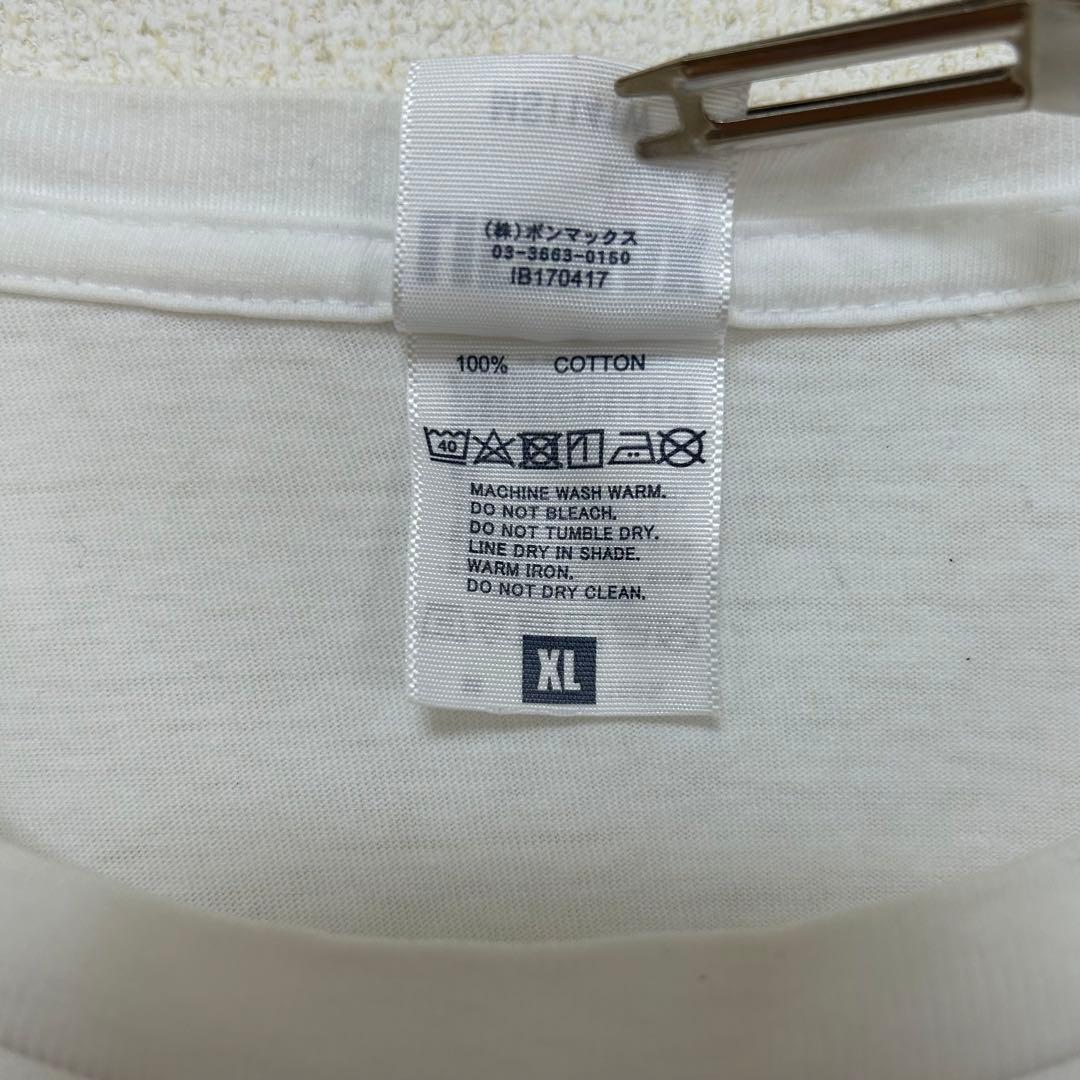 (株)ボンマックス
03-3663-0150
IB170417
100% COTTON
40
MACHINE WASH WARM.
DO NOT BLEACH.
DO NOT TUMBLE DRY.
LINE DRY IN SHADE.
WARM IRON.
DO NOT DRY CLEAN.
XL